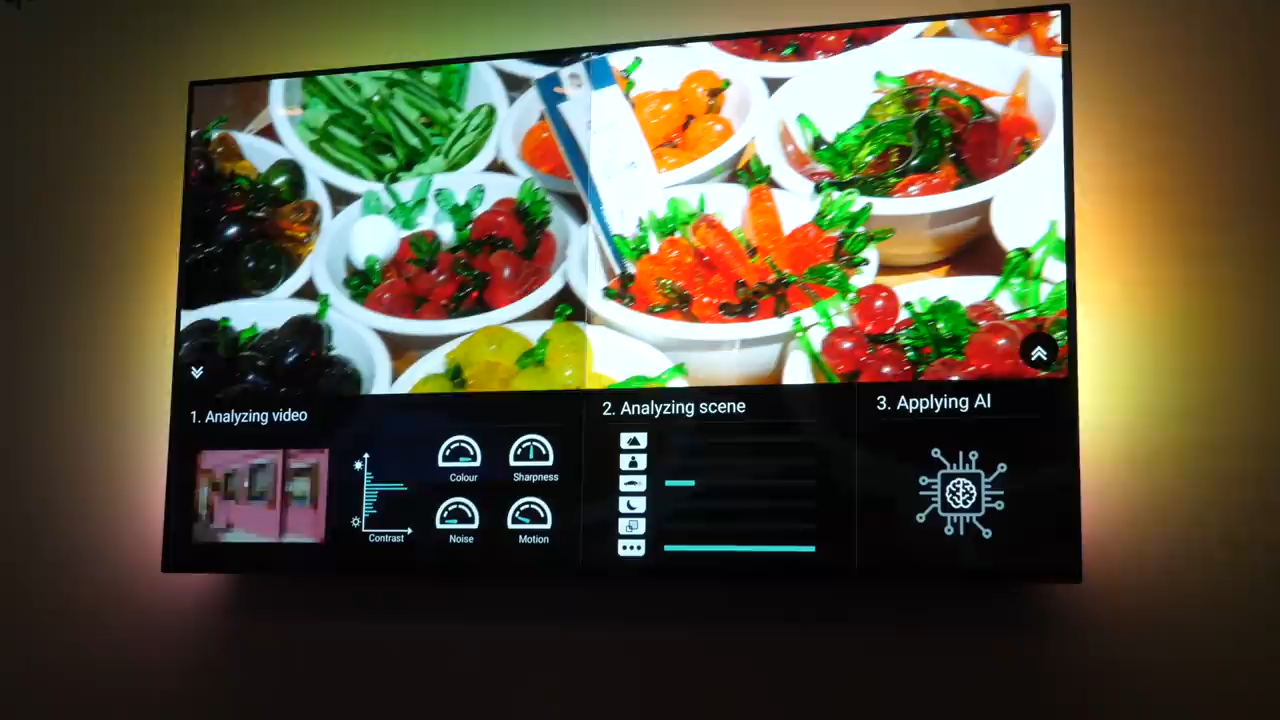 1. Analyzing video
2. Analyzing scene
3. Applying AI
Colour
Sharpness
Contrast
Noise
Motion